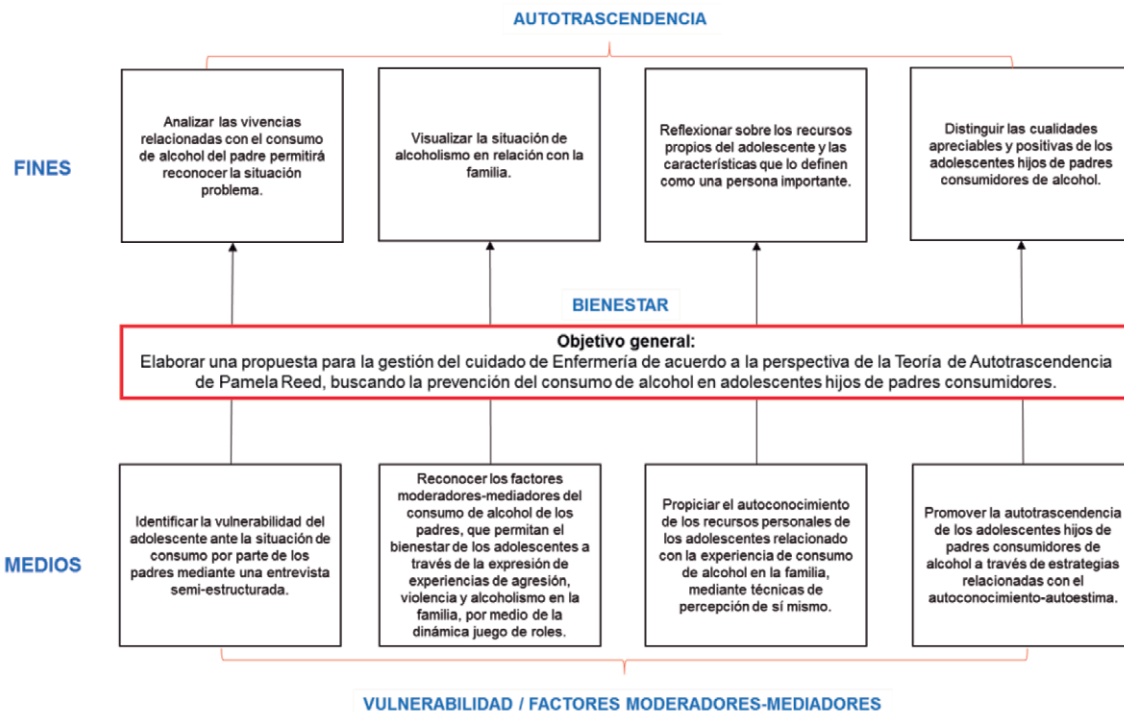 AUTOTRASCENDENCIA
FINES
Analizar las vivencias
relacionadas con el consumo
de alcohol del padre permitirá
reconocer la situación
problema.
Visualizar la situación de
alcoholismo en relación con la
familia.
Reflexionar sobre los recursos
propios del adolescente y las
características que lo definen
como una persona importante.
Distinguir las cualidades
apreciables y positivas de los
adolescentes hijos de padres
consumidores de alcohol.
BIENESTAR
Objetivo general:
Elaborar una propuesta para la gestión del cuidado de Enfermería de acuerdo a la perspectiva de la Teoría de Autotrascendencia
de Pamela Reed, buscando la prevención del consumo de alcohol en adolescentes hijos de padres consumidores.
MEDIOS
Identificar la vulnerabilidad del
adolescente ante la situación de
consumo por parte de los
padres mediante una entrevista
semi-estructurada.
Reconocer los factores
moderadores-mediadores del
consumo de alcohol de los
padres, que permitan el
bienestar de los adolescentes a
través de la expresión de
experiencias de agresión,
violencia y alcoholismo en la
familia, por medio de la
dinámica juego de roles.
Propiciar el autoconocimiento
de los recursos personales de
los adolescentes relacionado
con la experiencia de consumo
de alcohol en la familia,
mediante técnicas de
percepción de sí mismo.
Promover la autotrascendencia
de los adolescentes hijos de
padres consumidores de
alcohol a través de estrategias
relacionadas con el
autoconocimiento-autoestima.
VULNERABILIDAD / FACTORES MODERADORES-MEDIADORES